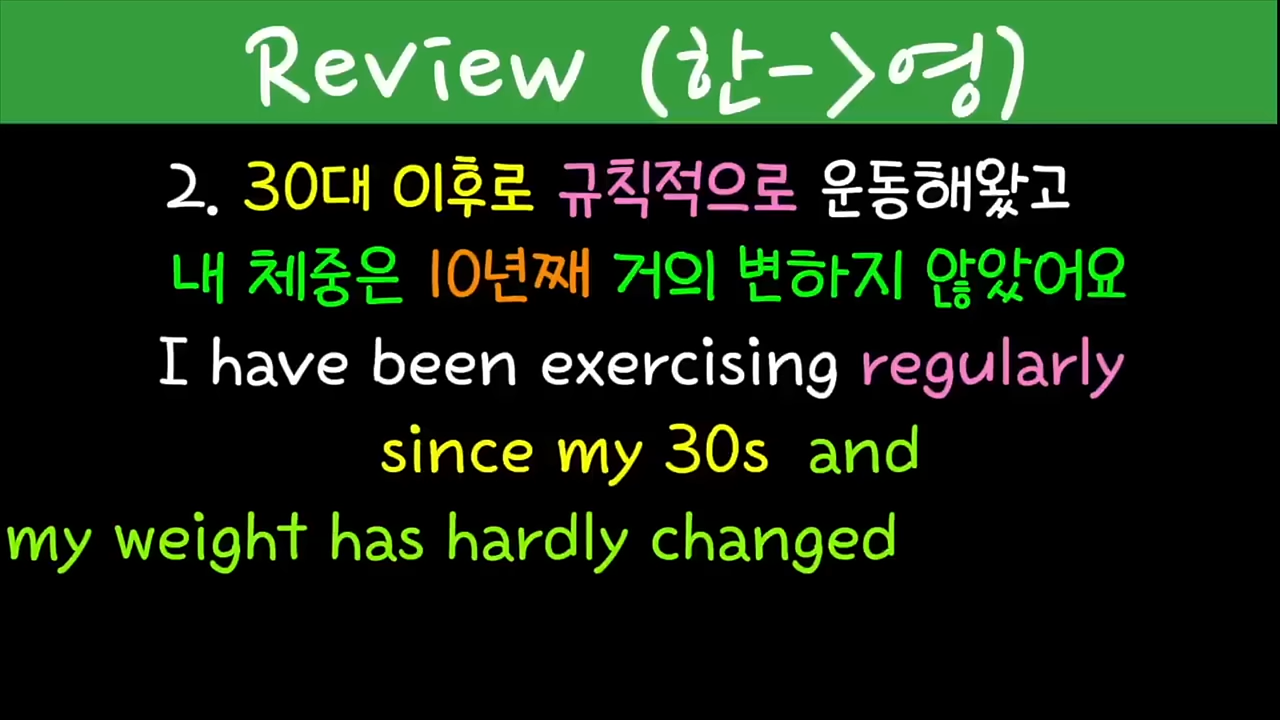 Review (한->영)
2. 30대 이후로 규칙적으로 운동해왔고
내 체중은 10년째 거의 변하지 않았어요
I have been exercising regularly
since my 30s and
my weight has hardly changed